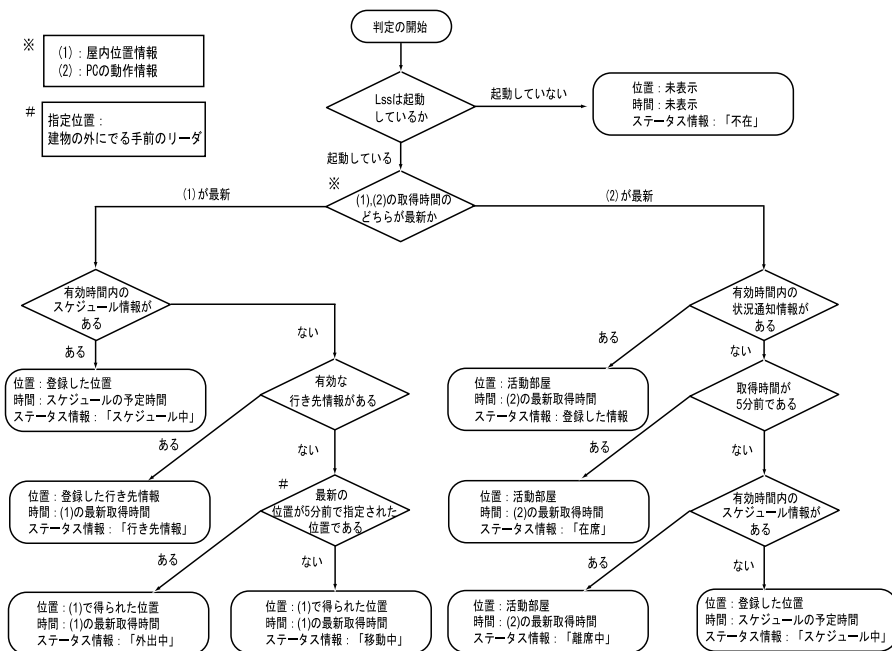 判定の開始
※
(1)：屋内位置情報
(2)：PCの動作情報
#
指定位置：
建物の外にでる手前のリーダ
Lssは起動
しているか
起動していない
位置：未表示
時間：未表示
ステータス情報：「不在」
起動している
※
(1),(2)の取得時間の
どちらが最新か
(1)が最新
(2)が最新
有効時間内の
スケジュール情報が
ある
ある
ない
位置：登録した位置
時間：スケジュールの予定時間
ステータス情報：「スケジュール中」
有効な
行き先情報がある
ある
ない
位置：登録した行き先情報
時間：(1)の最新取得時間
ステータス情報：「行き先情報」
#
最新の
位置が5分前で指定された
位置である
ある
ない
位置：(1)で得られた位置
時間：(1)の最新取得時間
ステータス情報：「外出中」
位置：(1)で得られた位置
時間：(1)の最新取得時間
ステータス情報：「移動中」
有効時間内の
状況通知情報が
ある
ある
ない
位置：活動部屋
時間：(2)の最新取得時間
ステータス情報：登録した情報
取得時間が
5分前である
ある
ない
位置：活動部屋
時間：(2)の最新取得時間
ステータス情報：「在席」
有効時間内の
スケジュール情報が
ある
ある
ない
位置：活動部屋
時間：(2)の最新取得時間
ステータス情報：「離席中」
位置：登録した位置
時間：スケジュールの予定時間
ステータス情報：「スケジュール中」